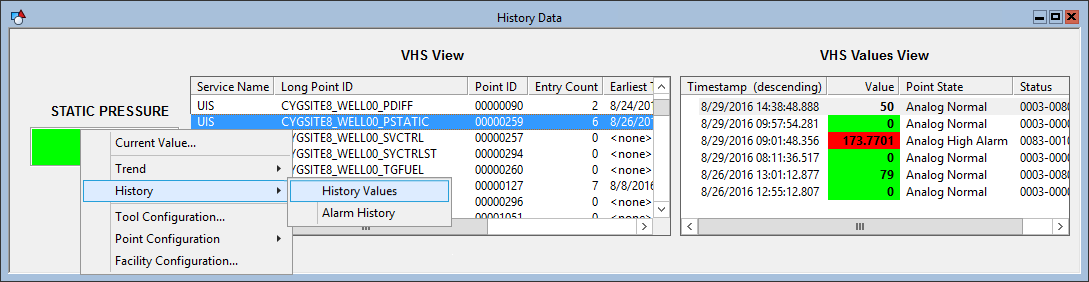 History Data
VHS View
VHS Values View
STATIC PRESSURE
Service Name Long Point ID Point ID Entry Count Earliest T
UIS CYGSITE8_WELL00_PDIFF 00000090 2 8/24/201
UIS CYGSITE8_WELL00_PSTATIC 00000259 6 8/26/201
CYGSITE8_WELL00_SVCTRL 00000257 0 <none>
CYGSITE8_WELL00_SYCTRLST 00000294 0 <none>
CYGSITE8_WELL00_TGFUEL 00000260 0 <none>
00000127 7 8/8/2016
00000296 0 <none>
00001051 0 <none>
Current Value...
Trend
History
Tool Configuration...
Point Configuration
Facility Configuration...
History Values
Alarm History
Timestamp (descending) Value Point State Status
8/29/2016 14:38:48.888 50 Analog Normal 0003-0080
8/29/2016 09:57:54.281 0 Analog Normal 0003-0000
8/29/2016 09:01:48.356 173.7701 Analog High Alarm 0083-0010
8/29/2016 08:11:36.517 0 Analog Normal 0003-0000
8/26/2016 13:01:12.877 79 Analog Normal 0003-0080
8/26/2016 12:55:12.807 0 Analog Normal 0003-0000